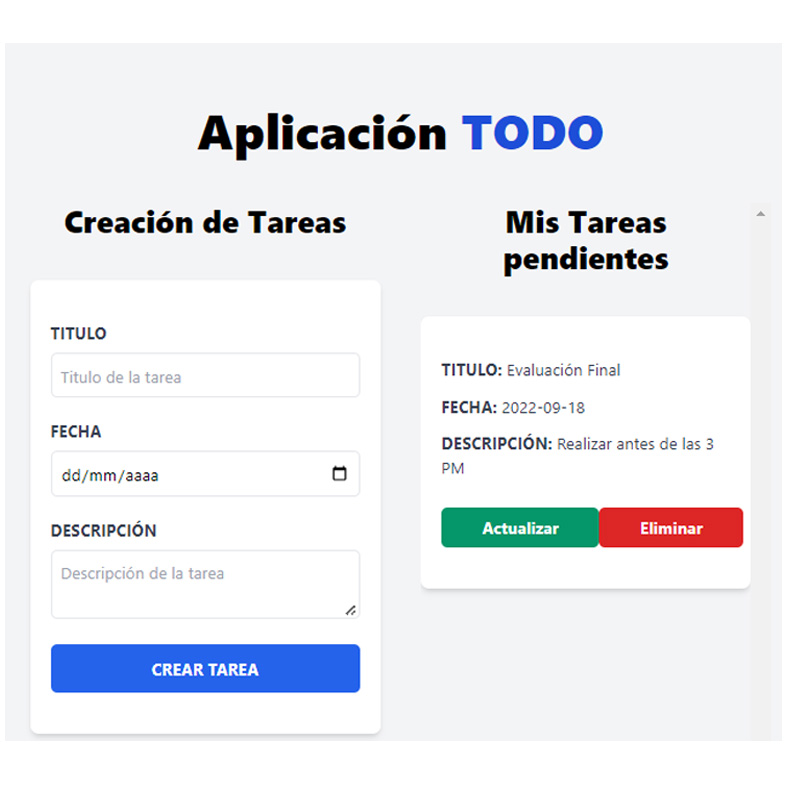 Aplicación TODO
Creación de Tareas
TITULO
Titulo de la tarea
FECHA
dd/mm/aaaa
DESCRIPCIÓN
Descripción de la tarea
CREAR TAREA
Mis Tareas
pendientes
TITULO: Evaluación Final
FECHA: 2022-09-18
DESCRIPCIÓN: Realizar antes de las 3
PM
Actualizar
Eliminar